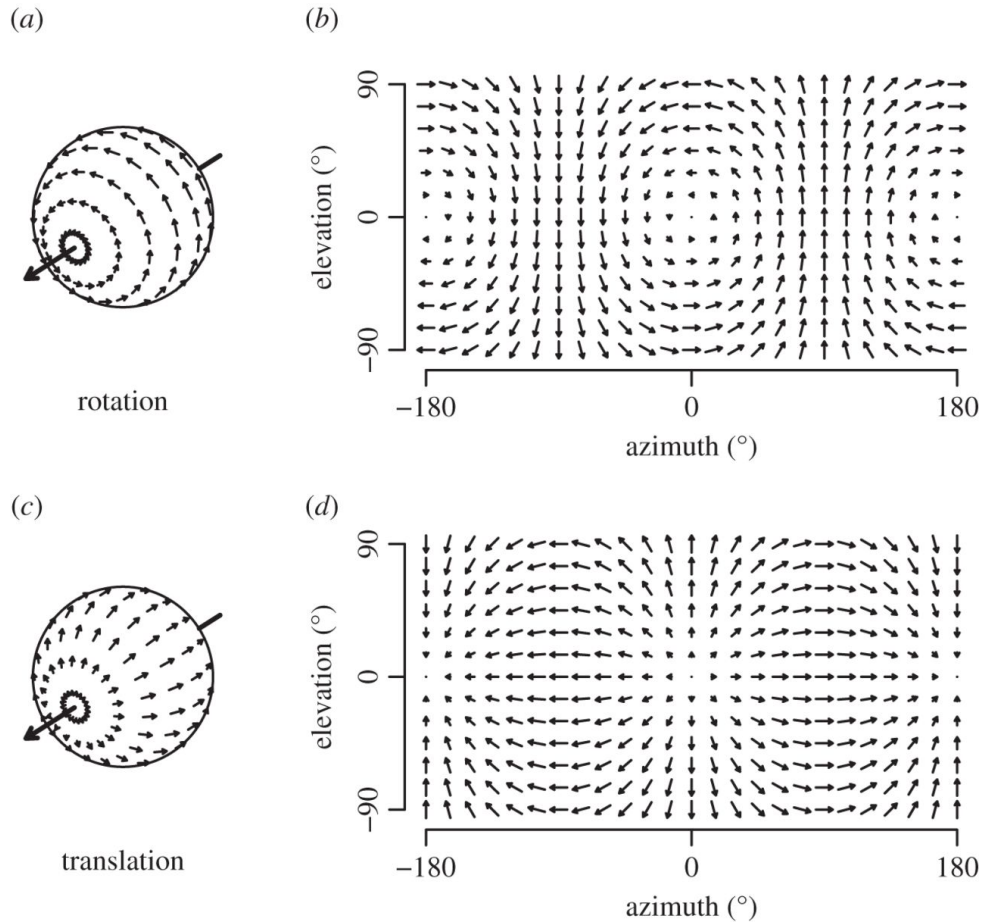 (a)
rotation
(b)
elevation (°)
90
0
−90
−180 0 180
azimuth (°)
(c)
translation
(d)
elevation (°)
90
0
−90
−180 0 180
azimuth (°)